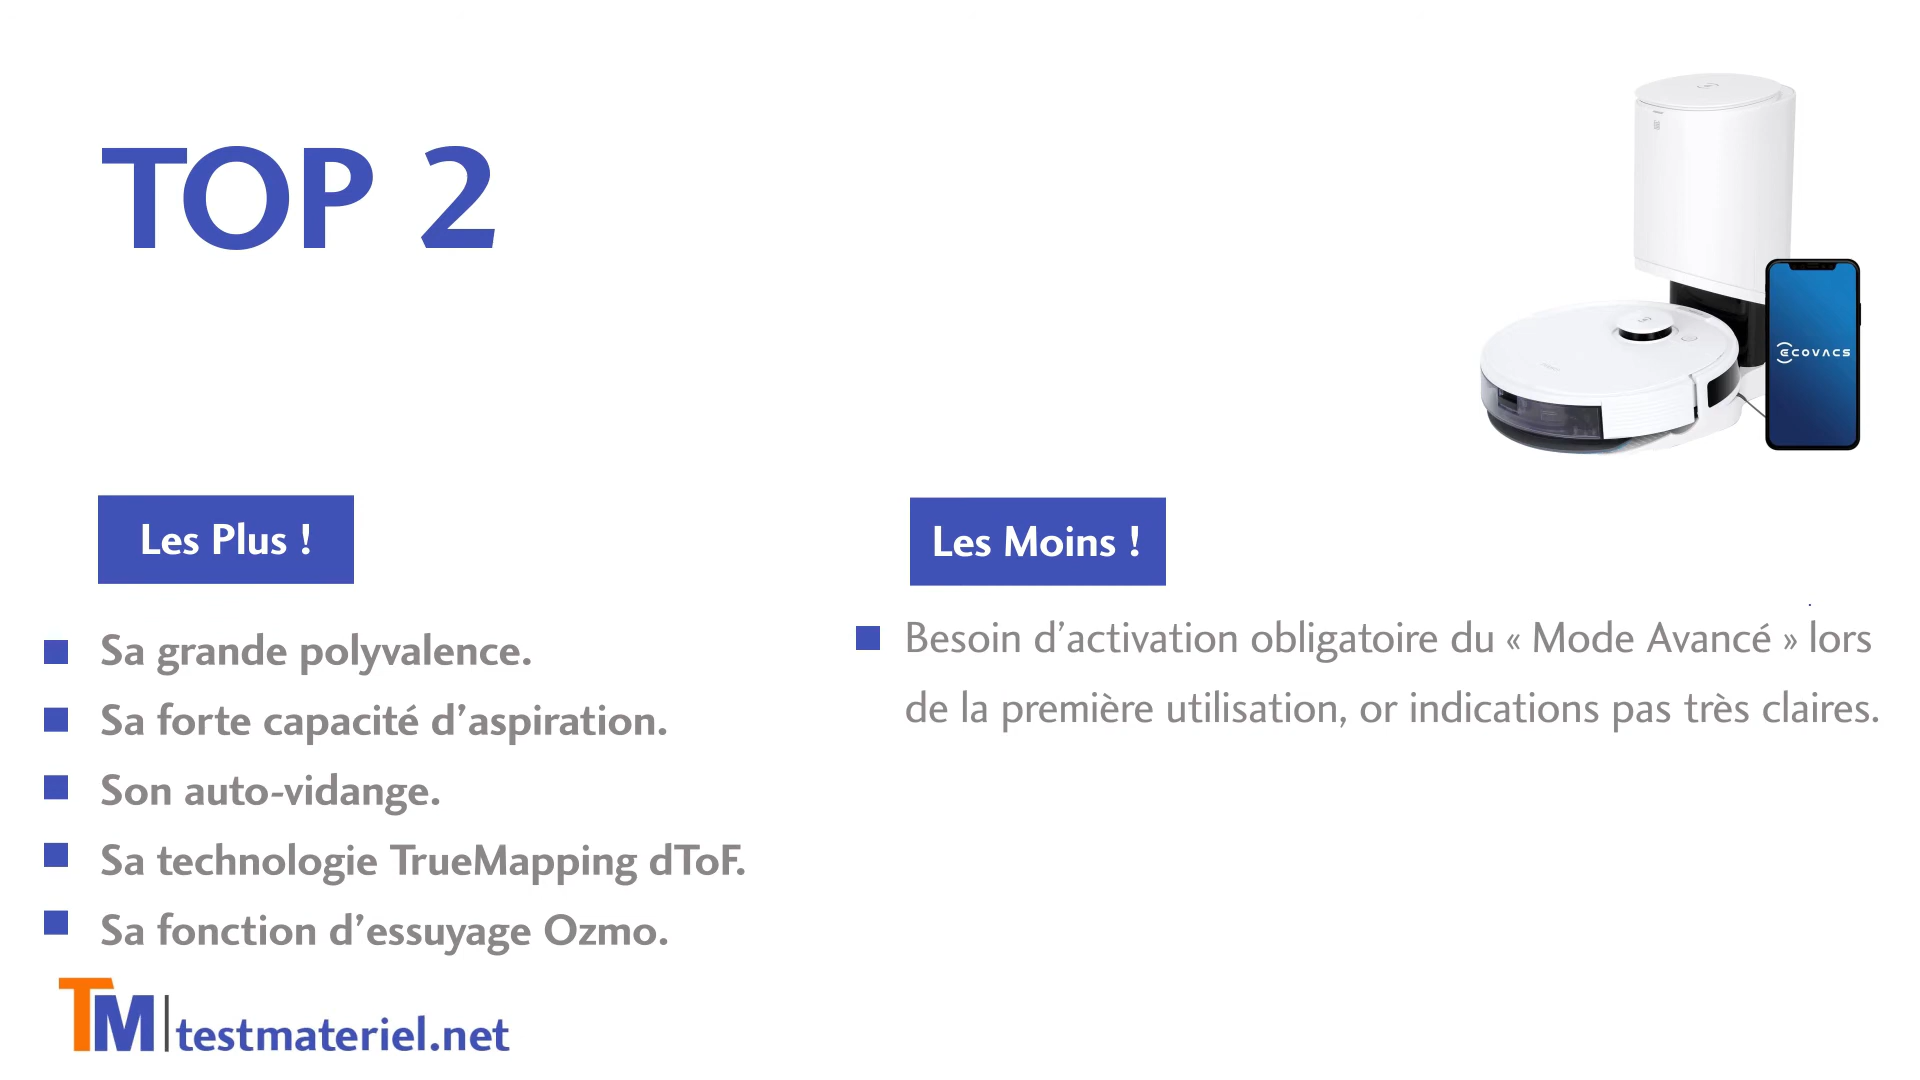 TOP 2
ECOVACS
Les Plus !
Sa grande polyvalence.
Sa forte capacité d’aspiration.
Son auto-vidange.
Sa technologie TrueMapping dToF.
Sa fonction d’essuyage Ozmo.
Les Moins !
Besoin d’activation obligatoire du « Mode Avancé » lors
de la première utilisation, or indications pas très claires.
TM|testmateriel.net